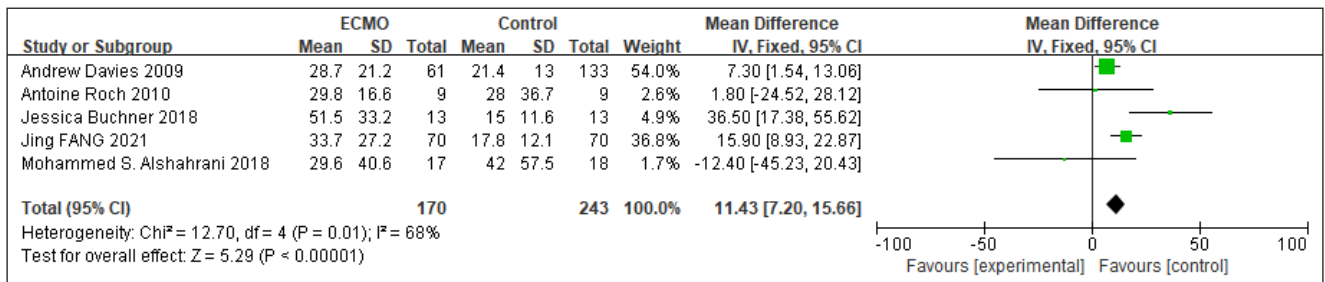 ECMO Control Mean Difference Mean Difference
Study or Subgroup Mean SD Total Mean SD Total Weight IV, Fixed, 95% CI IV, Fixed, 95% CI
Andrew Davies 2009 28.7 21.2 61 21.4 13 133 54.0% 7.30 [1.54, 13.06]
Antoine Roch 2010 29.8 16.6 9 28 36.7 9 2.6% 1.80 [-24.52, 28.12]
Jessica Buchner 2018 51.5 33.2 13 15 11.6 13 4.9% 36.50 [17.38, 55.62]
Jing FANG 2021 33.7 27.2 70 17.8 12.1 70 36.8% 15.90 [8.93, 22.87]
Mohammed S. Alshahrani 2018 29.6 40.6 17 42 57.5 18 1.7% -12.40 [-45.23, 20.43]
Total (95% CI) 170 243 100.0% 11.43 [7.20, 15.66]
Heterogeneity: Chi² = 12.70, df = 4 (P = 0.01); I² = 68%
Test for overall effect: Z = 5.29 (P < 0.00001)
-100 -50 0 50 100
Favours [experimental] Favours [control]